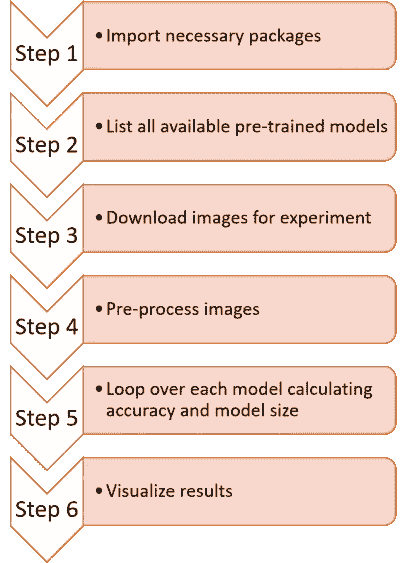 Step 1
• Import necessary packages
Step 2
• List all available pre-trained models
Step 3
• Download images for experiment
Step 4
• Pre-process images
Step 5
• Loop over each model calculating
accuracy and model size
Step 6
• Visualize results